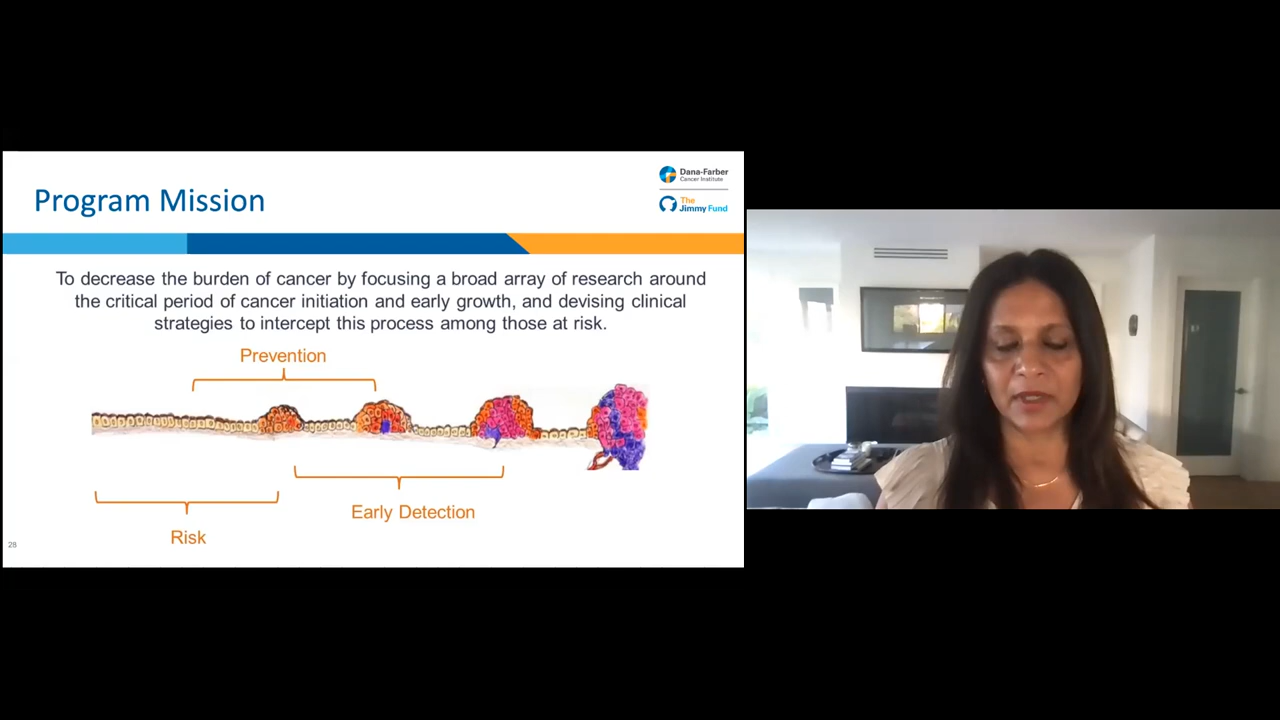 Program Mission
Dana-Farber
Cancer Institute
The
Jimmy Fund
To decrease the burden of cancer by focusing a broad array of research around
the critical period of cancer initiation and early growth, and devising clinical
strategies to intercept this process among those at risk.
Prevention
Early Detection
Risk
28